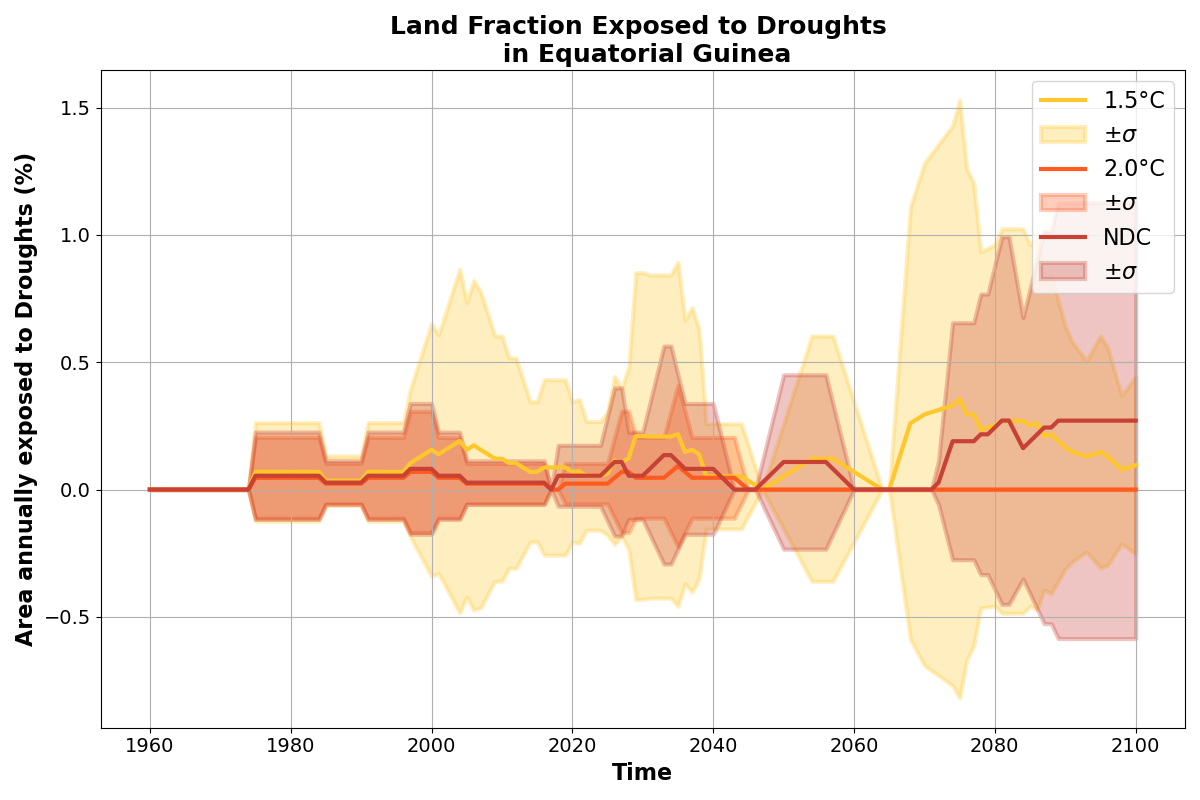 Land Fraction Exposed to Droughts
in Equatorial Guinea
Area annually exposed to Droughts (%)
1.5
1.0
0.5
0.0
−0.5
1960
1980
2000
2020
2040
2060
2080
2100
Time
1.5°C
±σ
2.0°C
±σ
NDC
±σ